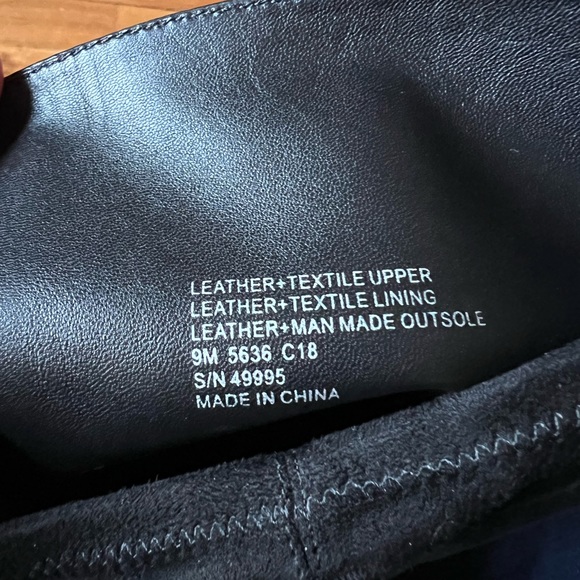 LEATHER+TEXTILE UPPER
LEATHER+TEXTILE LINING
LEATHER+MAN MADE OUTSOLE
9M 5636 C18
S/N 49995
MADE IN CHINA